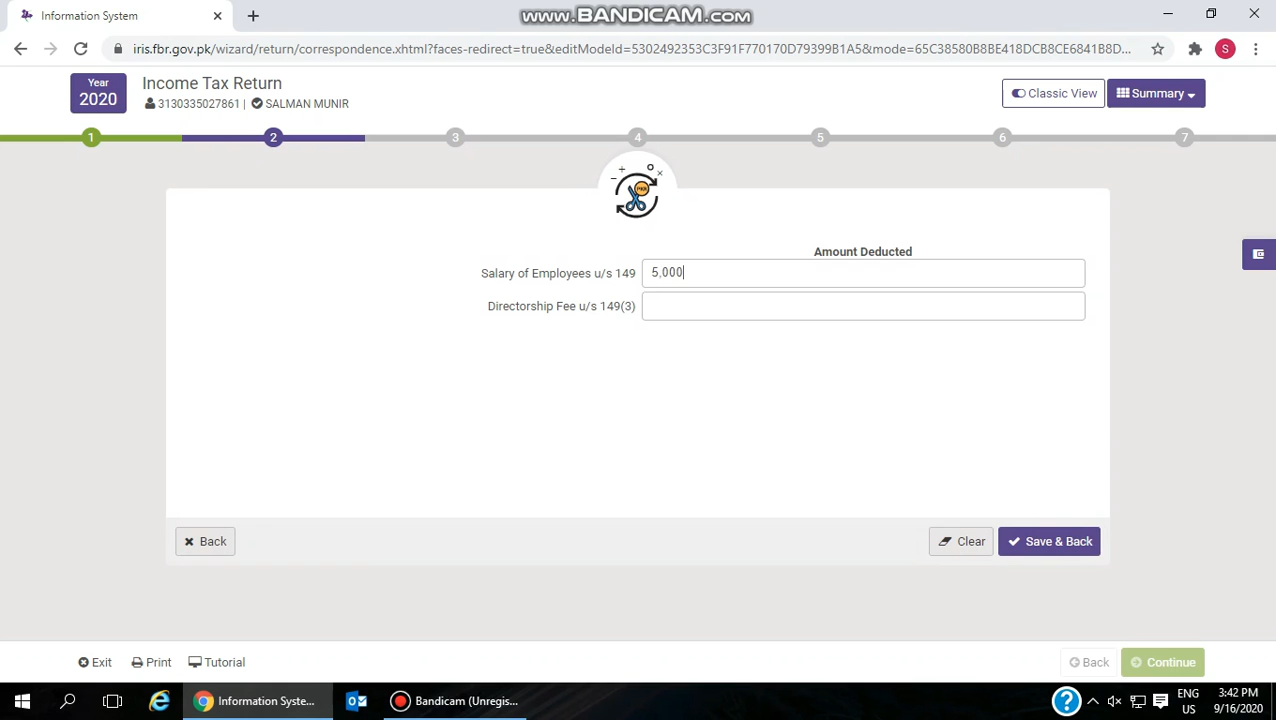 Information System
www.BANDICAM.com
iris.fbr.gov.pk/wizard/return/correspondence.xhtml?faces-redirect=true&editModeId=5302492353C3F91F770170D79399B1A5&mode=65C38580B8BE418DCB8CE6841B8D...
S
Year
2020
Income Tax Return
3130335027861 | SALMAN MUNIR
Classic View
Summary
1 2 3 4 5 6 7
Amount Deducted
Salary of Employees u/s 149 5,000
Directorship Fee u/s 149(3)
Back
Clear
Save & Back
Exit
Print
Tutorial
Back
Continue
Information Syste...
Bandicam (Unregis...
ENG
US
3:42 PM
9/16/2020